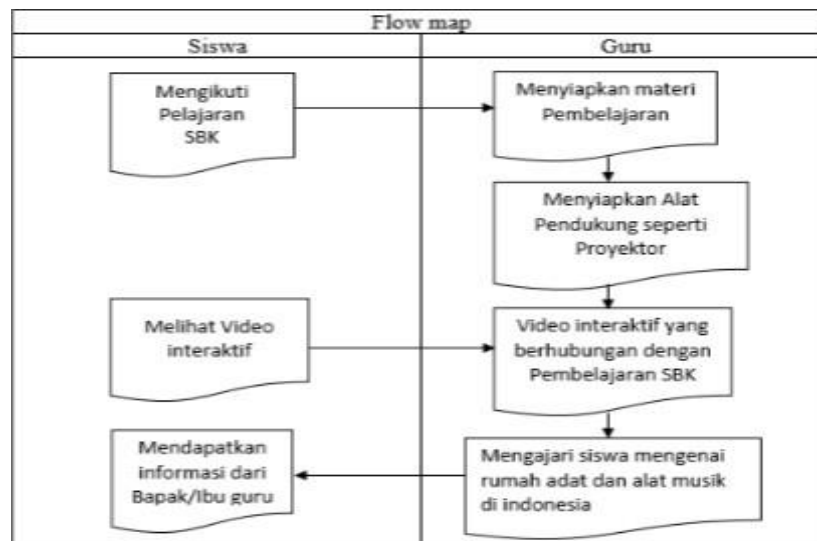 Flow map
Siswa
Guru
Mengikuti
Pelajaran
SBK
Menyiapkan materi
Pembelajaran
Menyiapkan Alat
Pendukung seperti
Proyektor
Melihat Video
interaktif
Video interaktif yang
berhubungan dengan
Pembelajaran SBK
Mengajari siswa mengenai
rumah adat dan alat musik
di indonesia
Mendapatkan
informasi dari
Bapak/Ibu guru